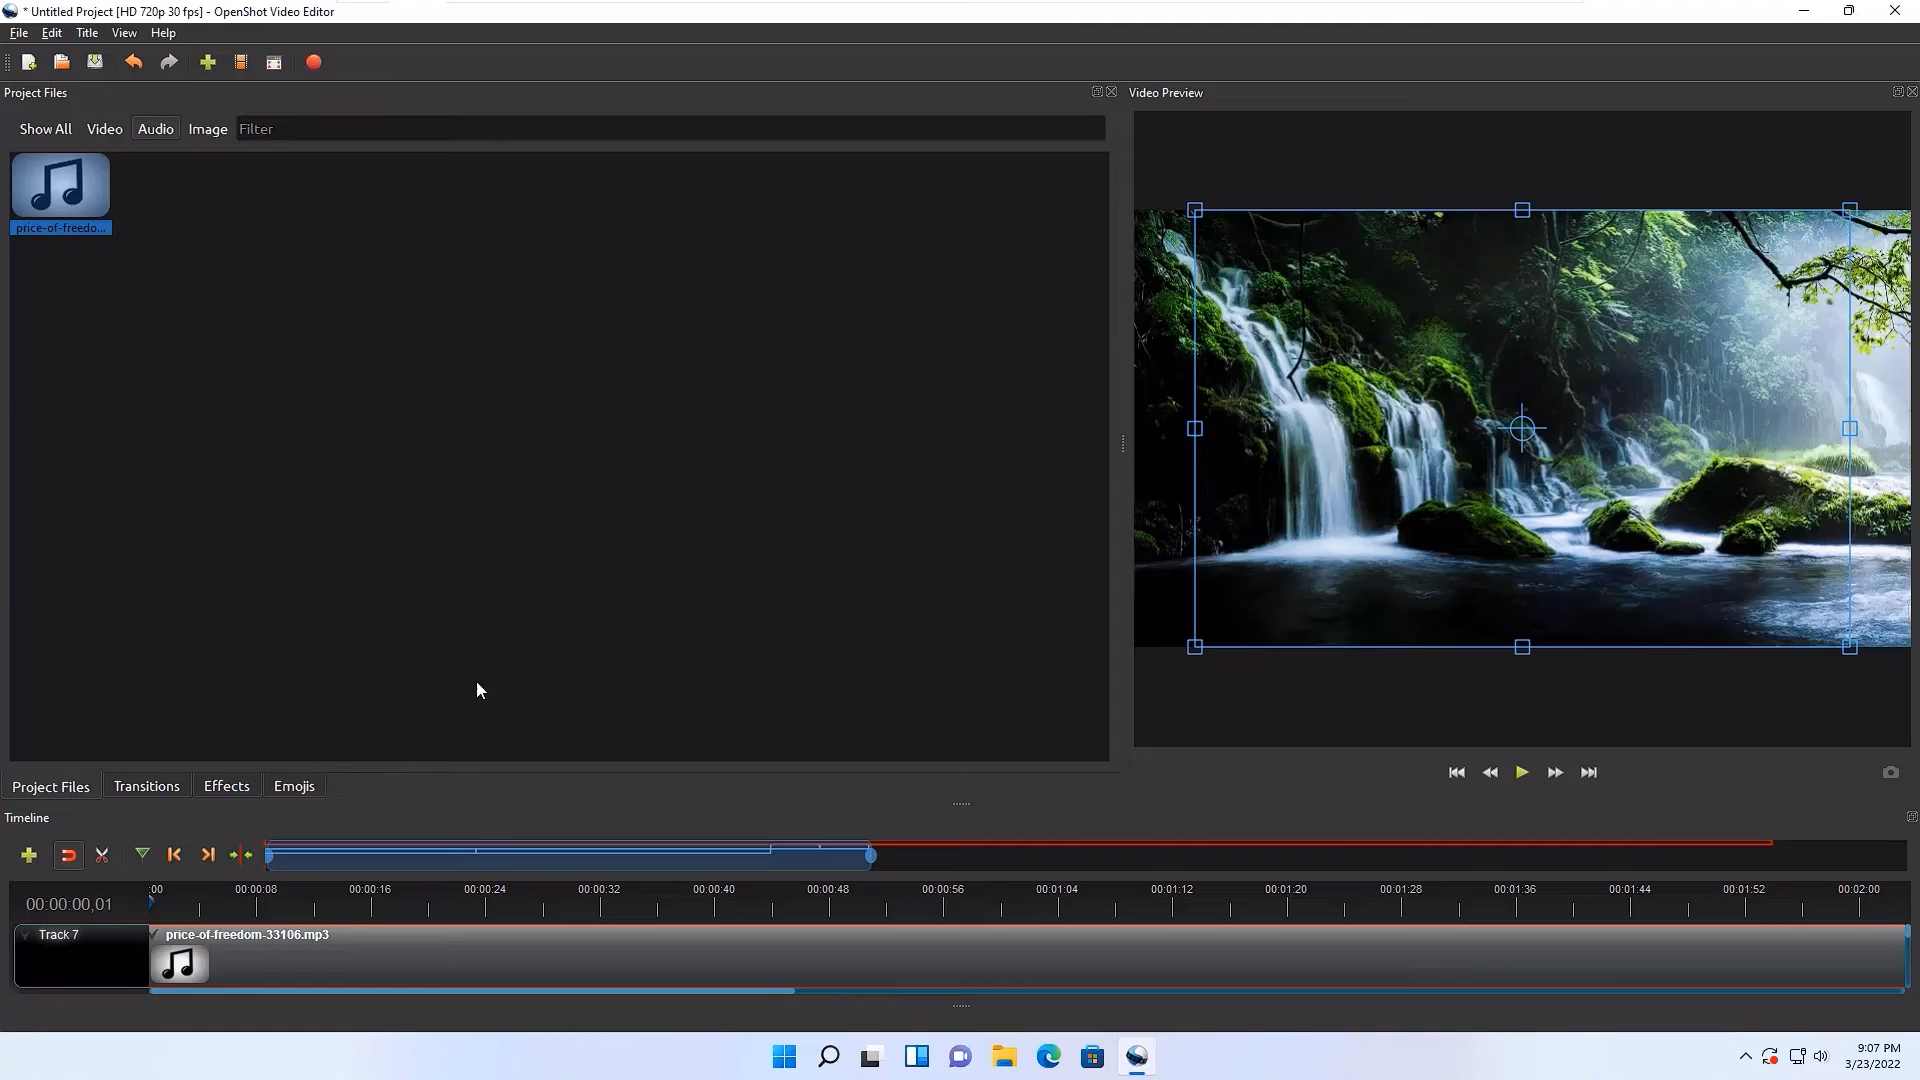 * Untitled Project [HD 720p 30 fps] - OpenShot Video Editor
File Edit Title View Help
Project Files
Video Preview
Show All Video Audio Image Filter
price-of-freedo...
Project Files Transitions Effects Emojis
Timeline
:00 00:00:08 00:00:16 00:00:24 00:00:32 00:00:40 00:00:48 00:00:56 00:01:04 00:01:12 00:01:20 00:01:28 00:01:36 00:01:44 00:01:52 00:02:00
00:00:00,01
Track 7
price-of-freedom-33106.mp3
9:07 PM
3/23/2022